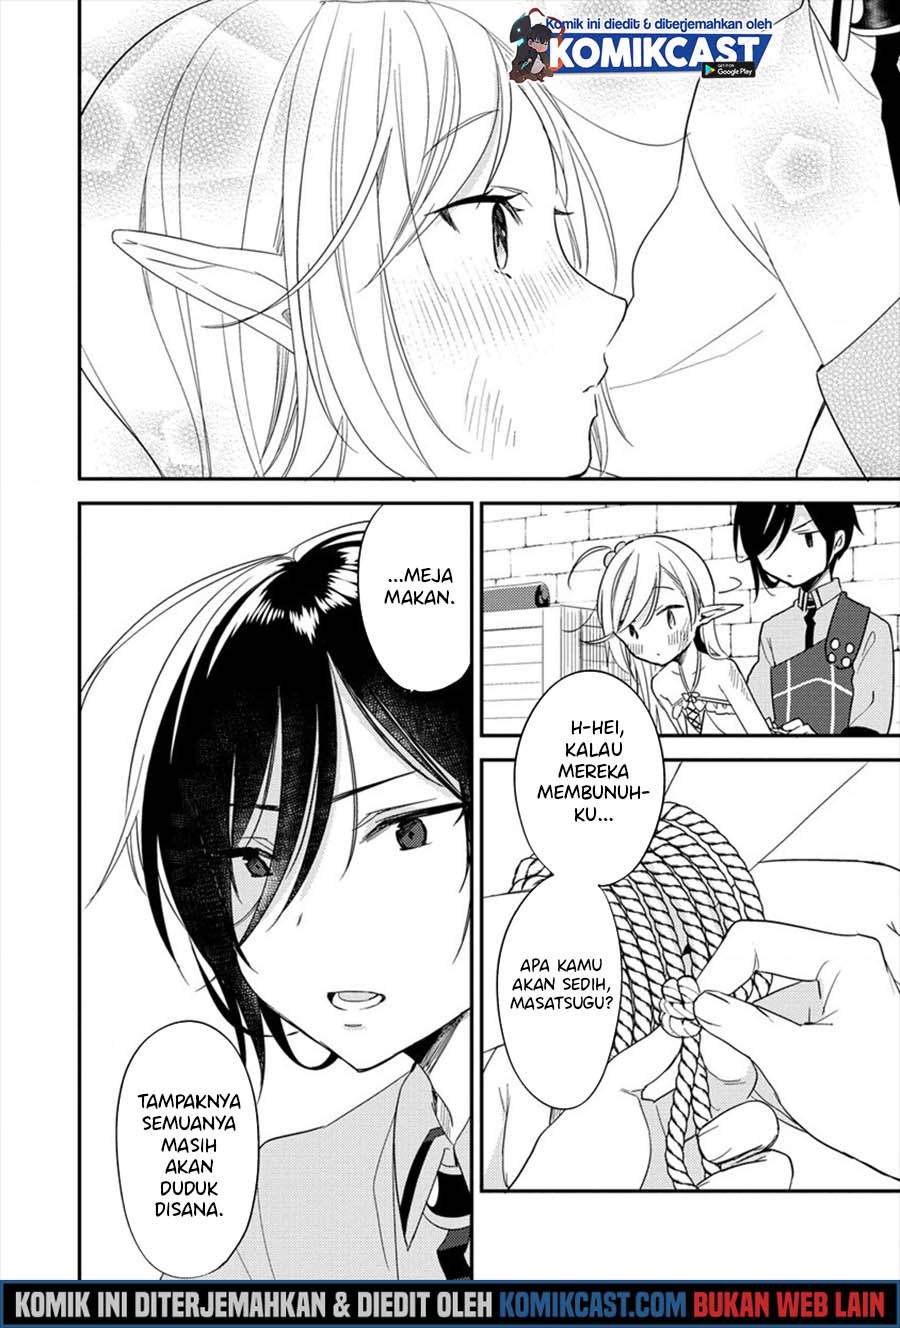 Komik ini diedit & diterjemahkan oleh
KOMIKCAST
GET IT ON
Google Play
H-HEI,
KALAU
MEREKA
MEMBUNUH-
KU...
APA KAMU
AKAN SEDIH,
MASATSUGU?
...MEJA
MAKAN.
TAMPAKNYA
SEMUANYA
MASIH
AKAN
DUDUK
DISANA.
KOMIK INI DITERJEMAHKAN & DIEDIT OLEH KOMIKCAST.COM BUKAN WEB LAIN